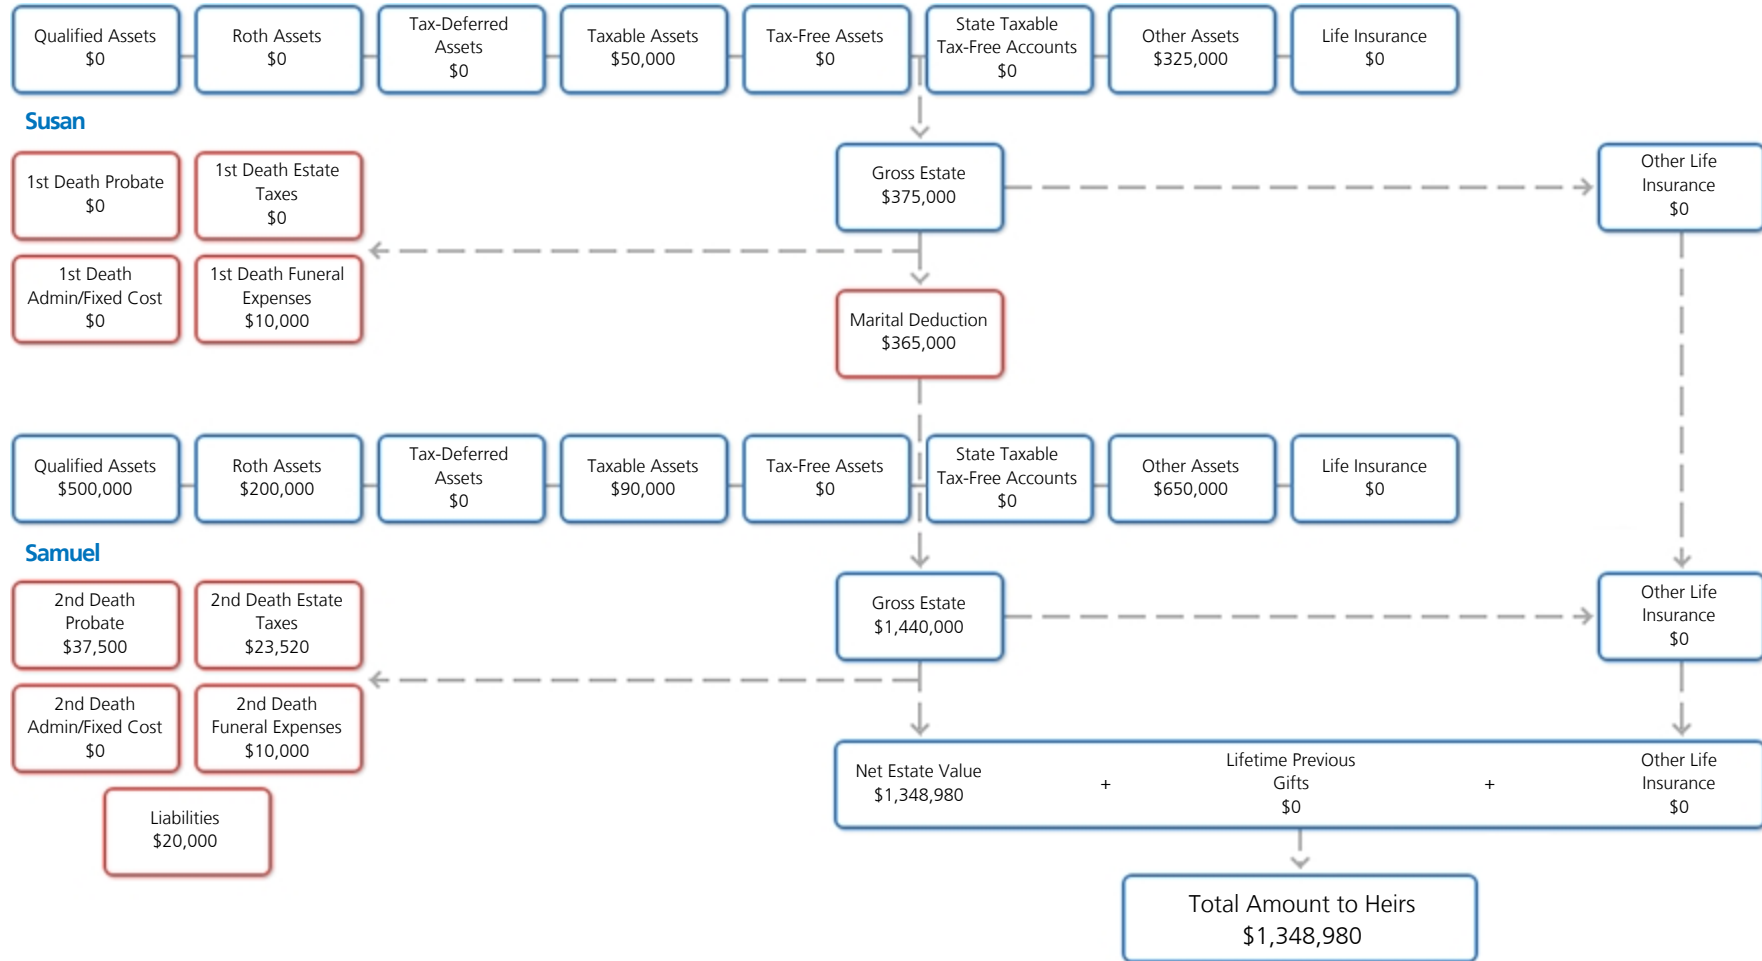 Qualified Assets
$0
Roth Assets
$0
Tax-Deferred
Assets
$0
Taxable Assets
$50,000
Tax-Free Assets
$0
State Taxable
Tax-Free Accounts
$0
Other Assets
$325,000
Life Insurance
$0
Susan
1st Death Probate
$0
1st Death Estate
Taxes
$0
Gross Estate
$375,000
Other Life
Insurance
$0
1st Death
Admin/Fixed Cost
$0
1st Death Funeral
Expenses
$10,000
Marital Deduction
$365,000
Qualified Assets
$500,000
Roth Assets
$200,000
Tax-Deferred
Assets
$0
Taxable Assets
$90,000
Tax-Free Assets
$0
State Taxable
Tax-Free Accounts
$0
Other Assets
$650,000
Life Insurance
$0
Samuel
2nd Death
Probate
$37,500
2nd Death Estate
Taxes
$23,520
Gross Estate
$1,440,000
Other Life
Insurance
$0
2nd Death
Admin/Fixed Cost
$0
2nd Death
Funeral Expenses
$10,000
Liabilities
$20,000
Net Estate Value
$1,348,980
+
Lifetime Previous
Gifts
$0
+
Other Life
Insurance
$0
Total Amount to Heirs
$1,348,980